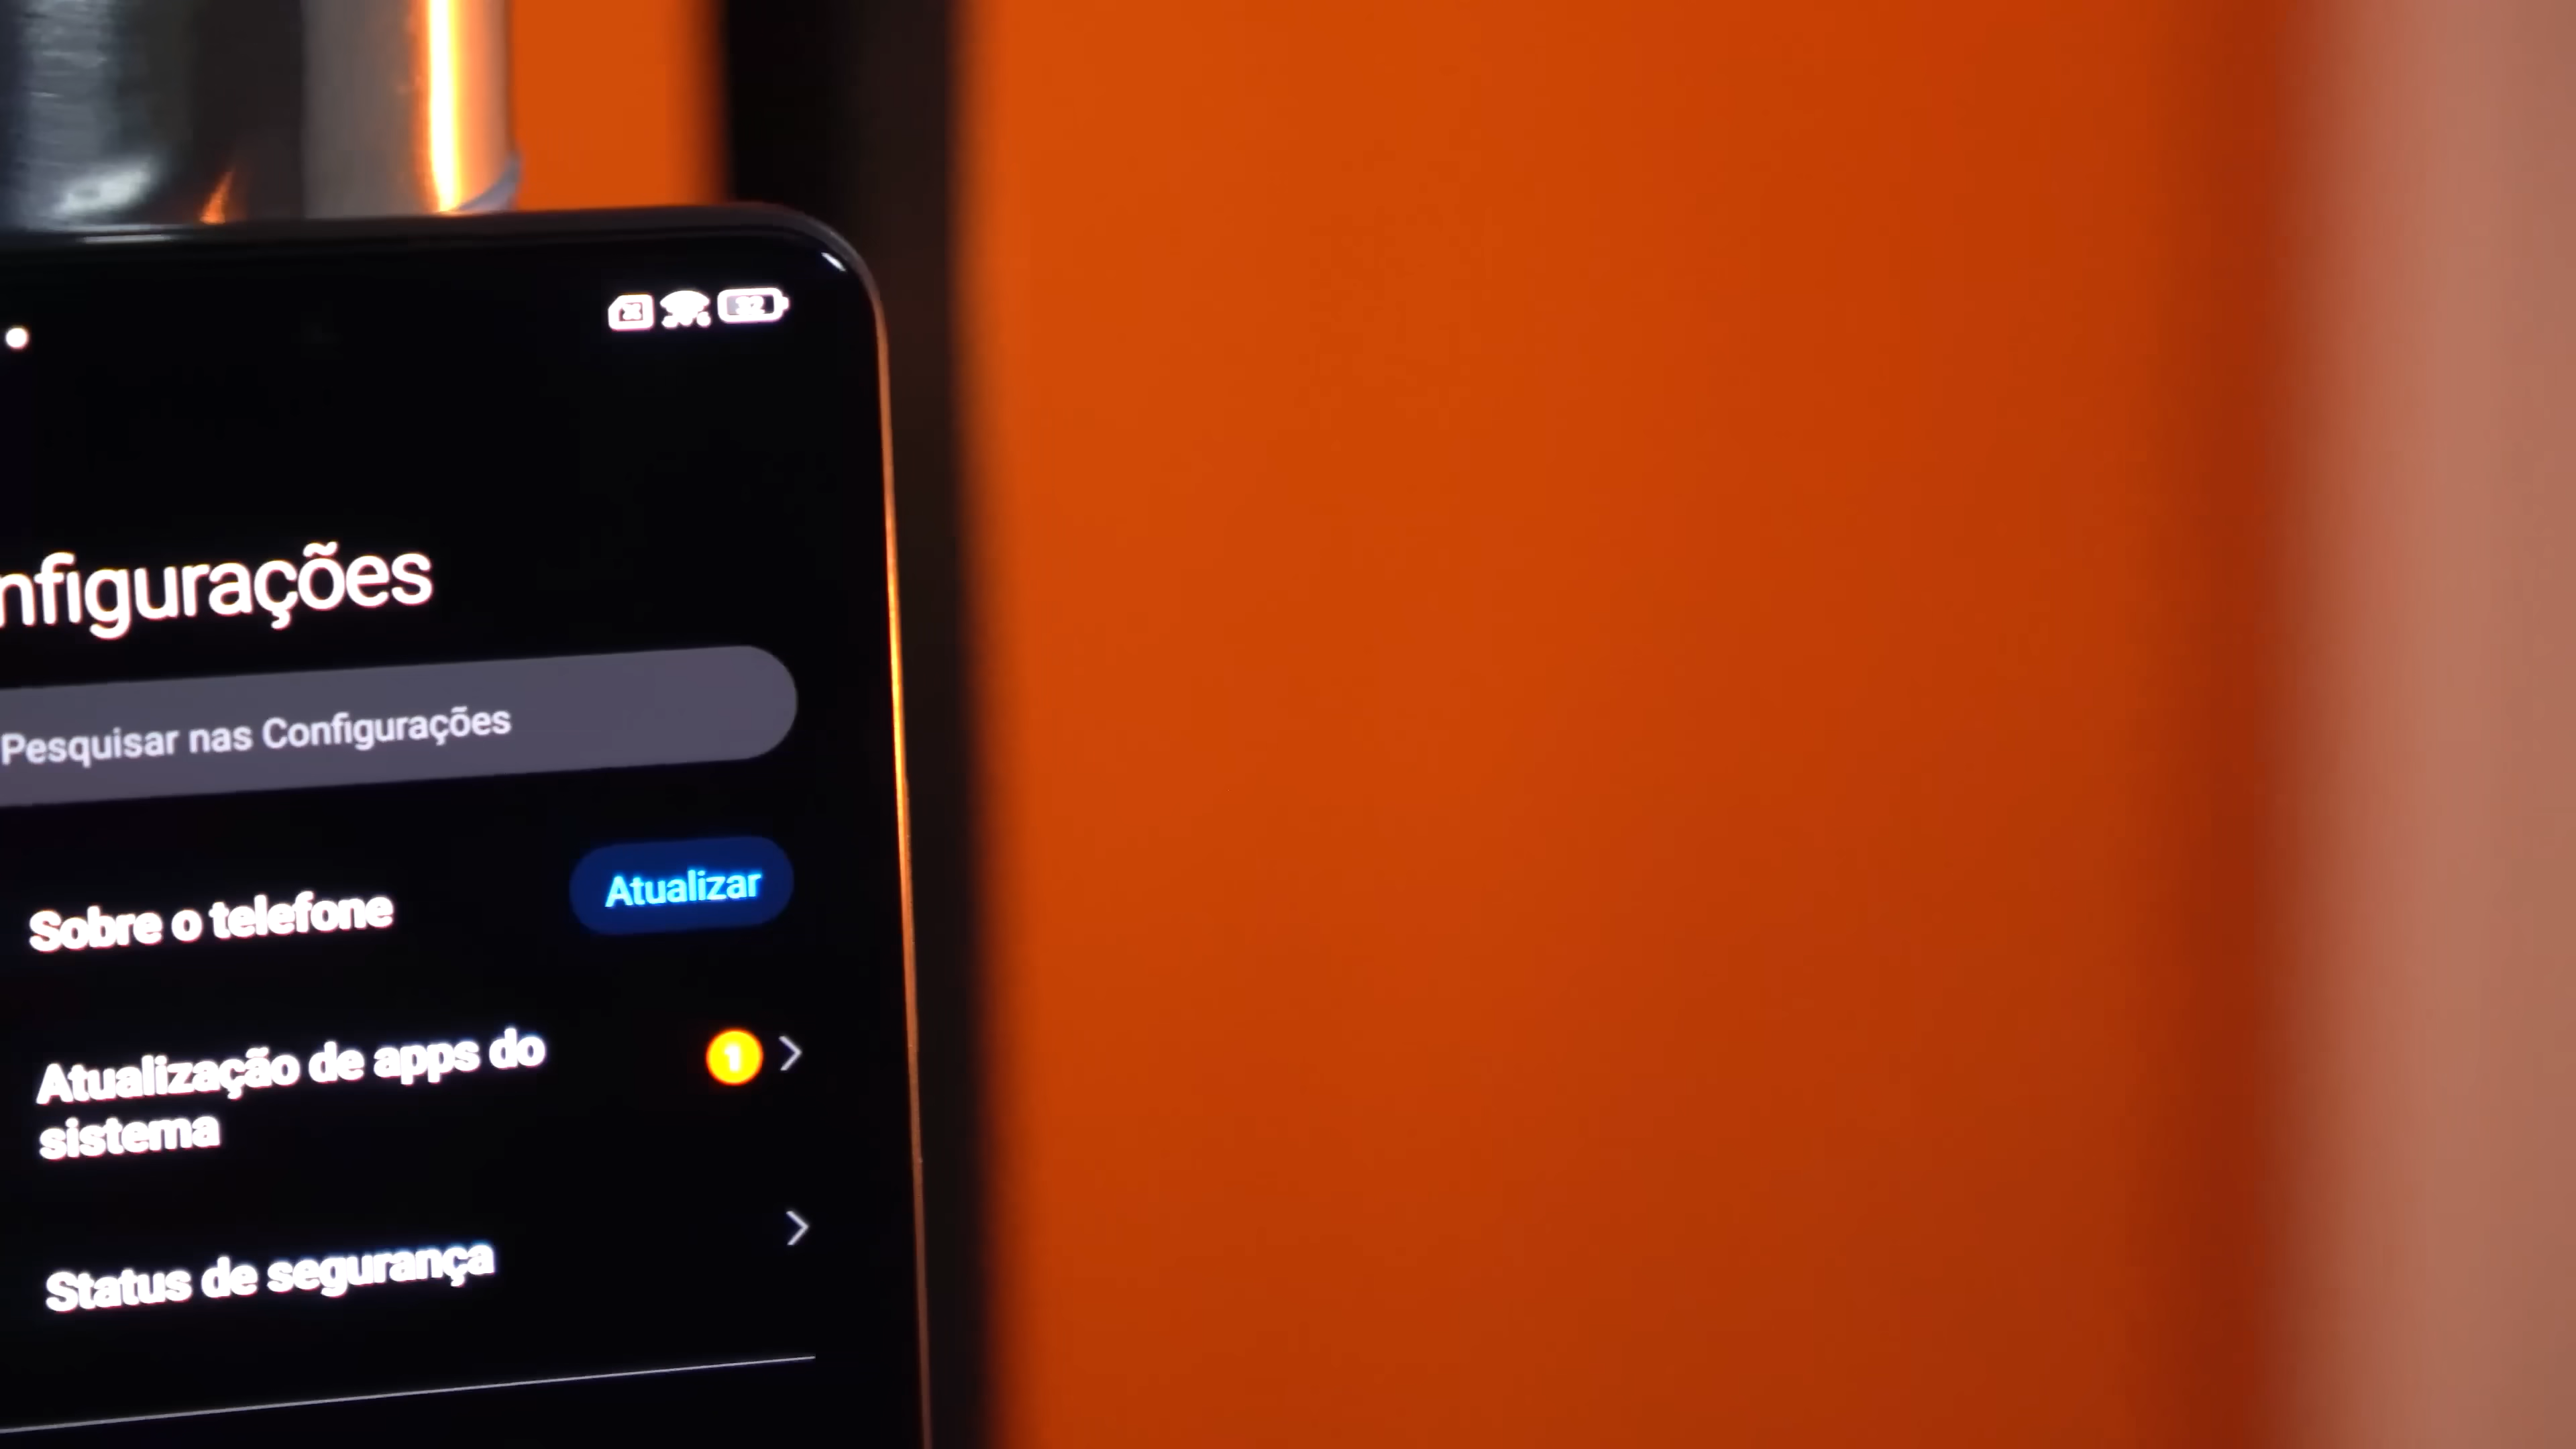 nfigurações
Pesquisar nas Configurações
Sobre o telefone
Atualizar
Atualização de apps do
sistema
1
Status de segurança